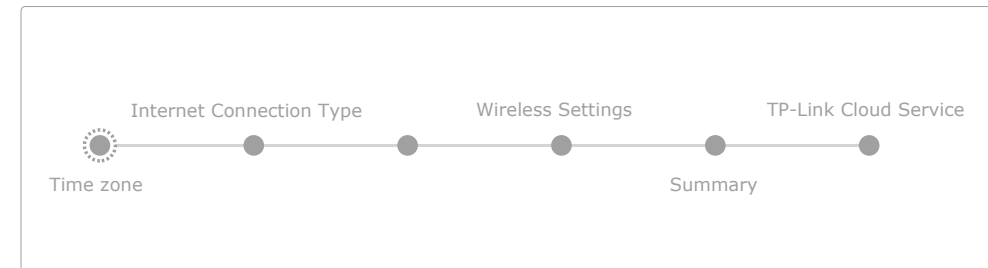 Internet Connection Type
Wireless Settings
TP-Link Cloud Service
Time zone
Summary